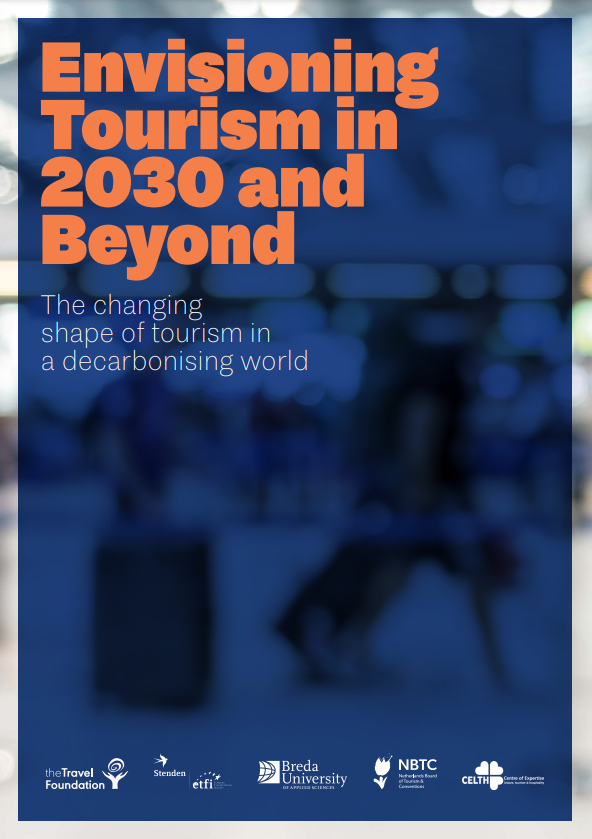 Envisioning
Tourism in
2030 and
Beyond
The changing
shape of tourism in
a decarbonising world
theTravel
Foundation
Stenden
etfi
Breda
University
OF APPLIED SCIENCES
NBTC
Netherlands Board
of Tourism &
Conventions
CELTH
Centre of Expertise
leisure, tourism & hospitality